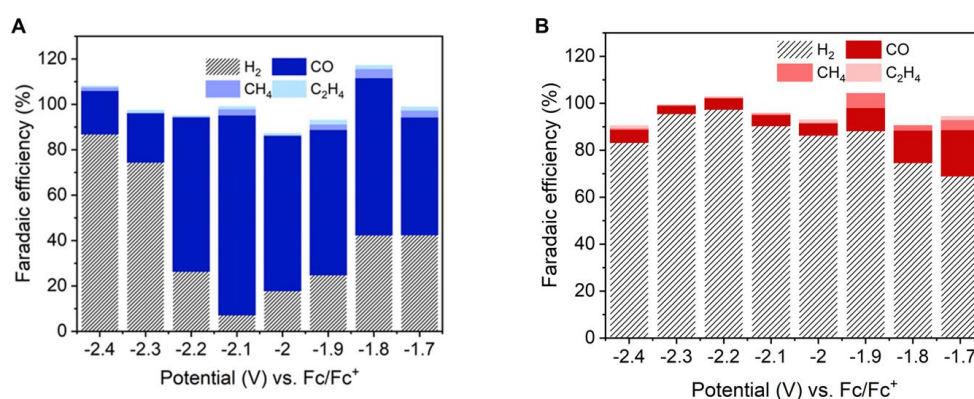 A
Faradaic efficiency (%)
120
100
80
60
40
20
0
H₂ CO
CH₄ C₂H₄
-2.4 -2.3 -2.2 -2.1 -2 -1.9 -1.8 -1.7
Potential (V) vs. Fc/Fc⁺
B
Faradaic efficiency (%)
120
100
80
60
40
20
0
H₂ CO
CH₄ C₂H₄
-2.4 -2.3 -2.2 -2.1 -2 -1.9 -1.8 -1.7
Potential (V) vs. Fc/Fc⁺